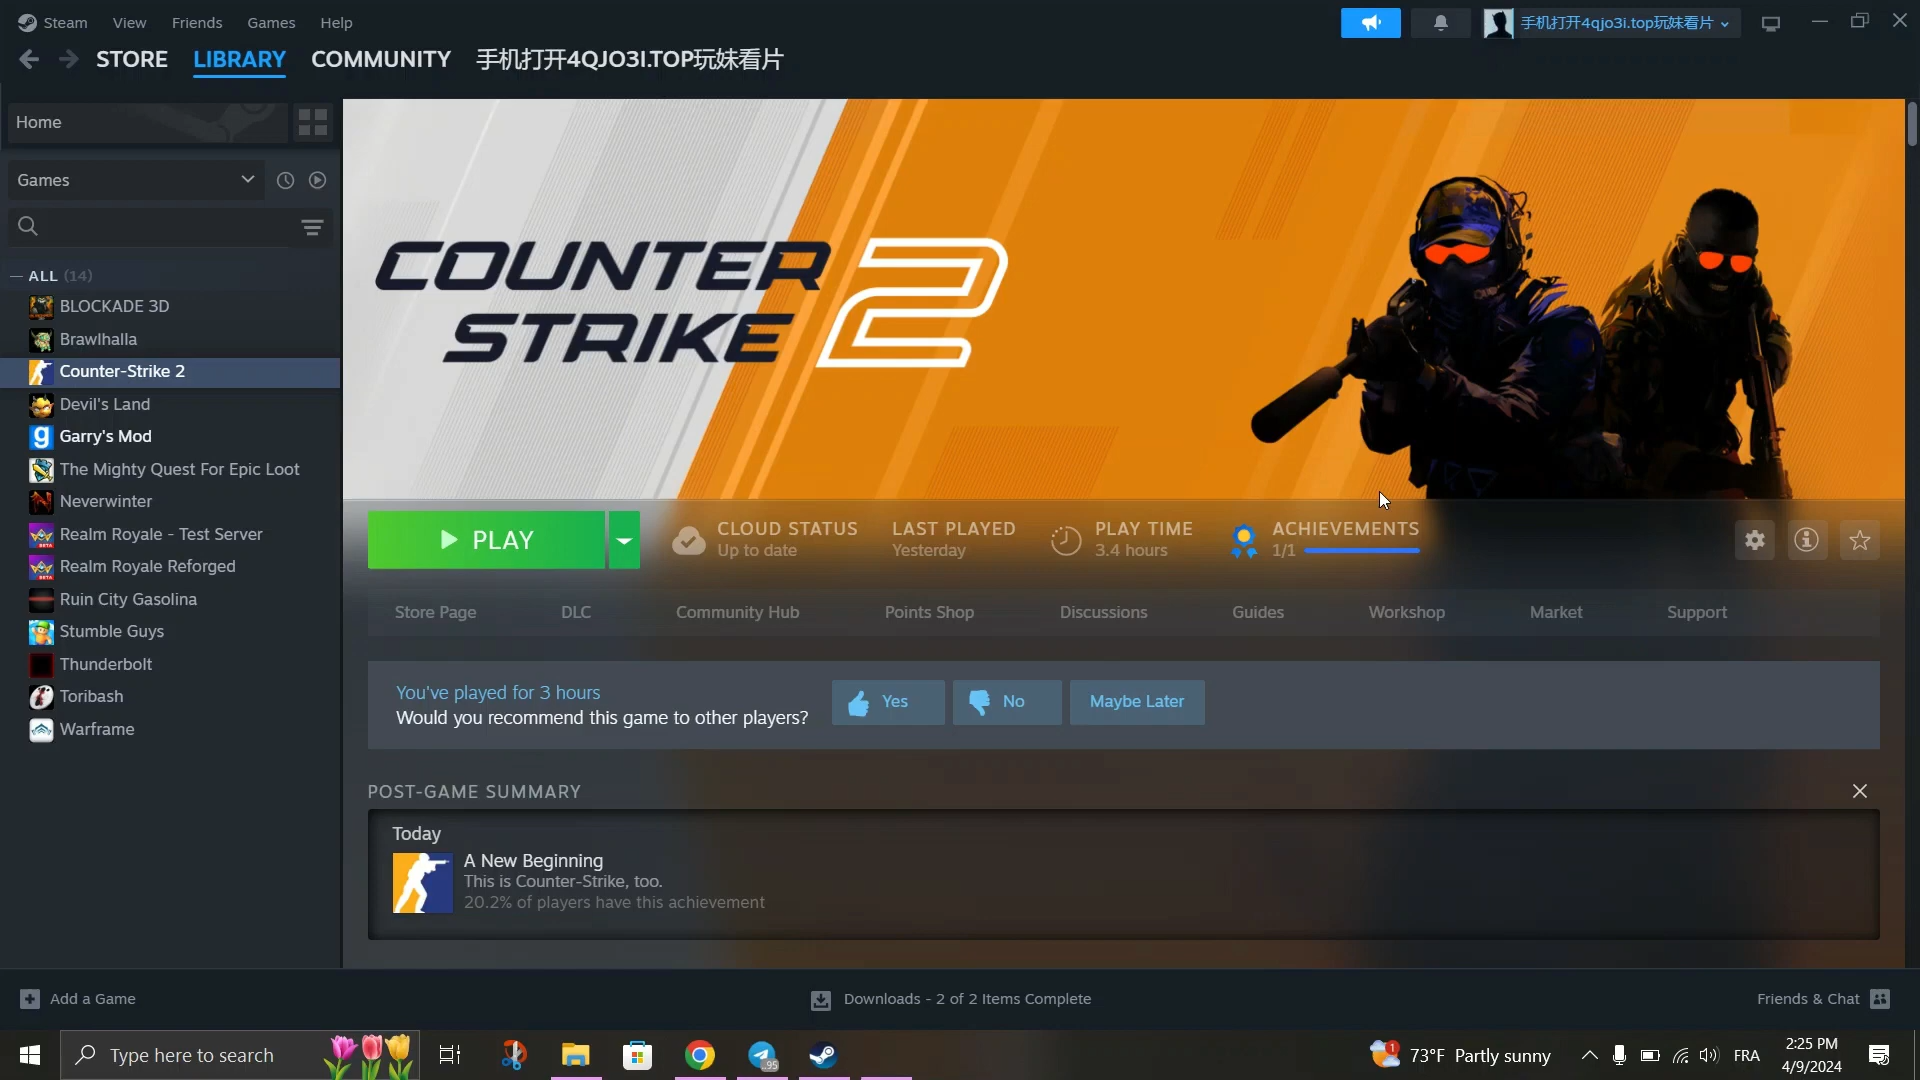 Steam View Friends Games Help
手机打开4qjo3i.top玩妹看片
STORE LIBRARY COMMUNITY 手机打开4QJO3I.TOP玩妹看片
Home
Games
— ALL (14)
BLOCKADE 3D
Brawlhalla
Counter-Strike 2
Devil's Land
Garry's Mod
The Mighty Quest For Epic Loot
Neverwinter
Realm Royale - Test Server
Realm Royale Reforged
Ruin City Gasolina
Stumble Guys
Thunderbolt
Toribash
Warframe
COUNTER
STRIKE 2
PLAY
CLOUD STATUS
Up to date
LAST PLAYED
Yesterday
PLAY TIME
3.4 hours
ACHIEVEMENTS
1/1
Store Page DLC Community Hub Points Shop Discussions Guides Workshop Market Support
You've played for 3 hours
Would you recommend this game to other players?
Yes No Maybe Later
POST-GAME SUMMARY
Today
A New Beginning
This is Counter-Strike, too.
20.2% of players have this achievement
Add a Game
Downloads - 2 of 2 Items Complete
Friends & Chat
Type here to search
..95
1
73°F Partly sunny
FRA
2:25 PM
4/9/2024